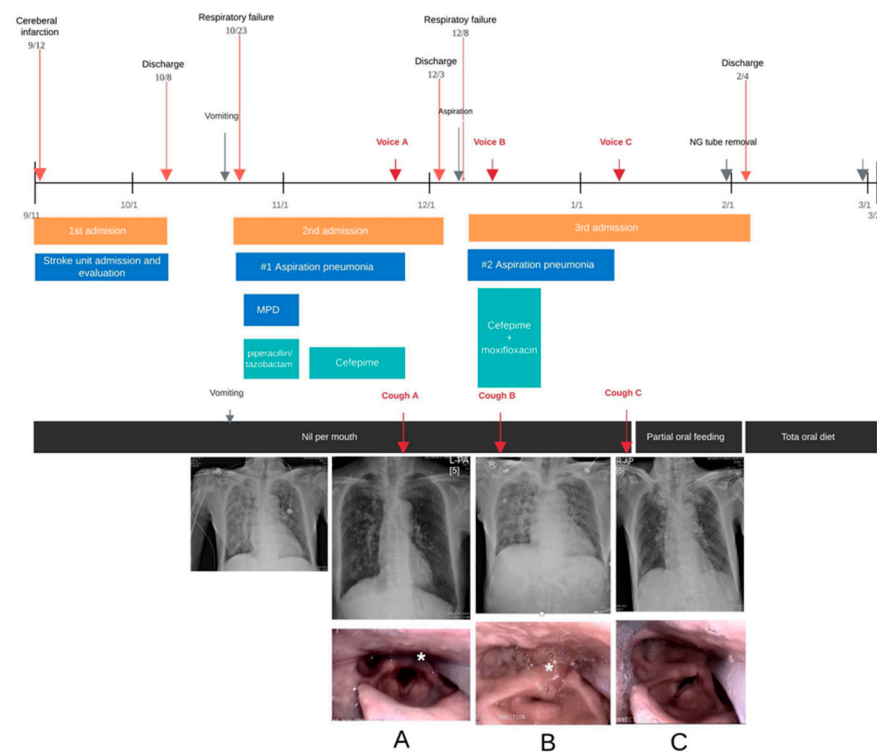 Cereberal
infarction
9/12
Discharge
10/8
Respiratory failure
10/23
Vomiting
Voice A
Discharge
12/3
Respiratoy failure
12/8
Aspiration
Voice B
Voice C
Discharge
2/4
NG tube removal
9/11
10/1
11/1
12/1
1/1
2/1
3/1
1st admision
2nd admission
3rd admission
Stroke unit admission and
evaluation
#1 Aspiration pneumonia
#2 Aspiration pneumonia
MPD
piperacillin/
tazobactam
Cefepime
Cefepime
+
moxifloxacin
Vomiting
Cough A
Cough B
Cough C
Nil per mouth
Partial oral feeding
Tota oral diet
L-PA
[5]
R-AP
*
*
A
B
C